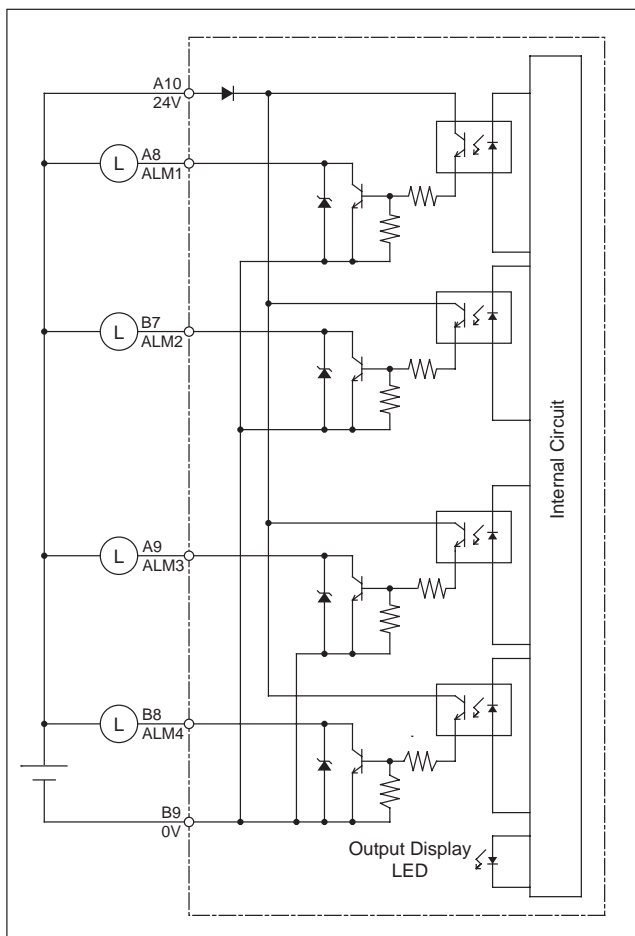 A10
24V
L
A8
ALM1
L
B7
ALM2
L
A9
ALM3
L
B8
ALM4
B9
0V
Internal Circuit
Output Display
LED